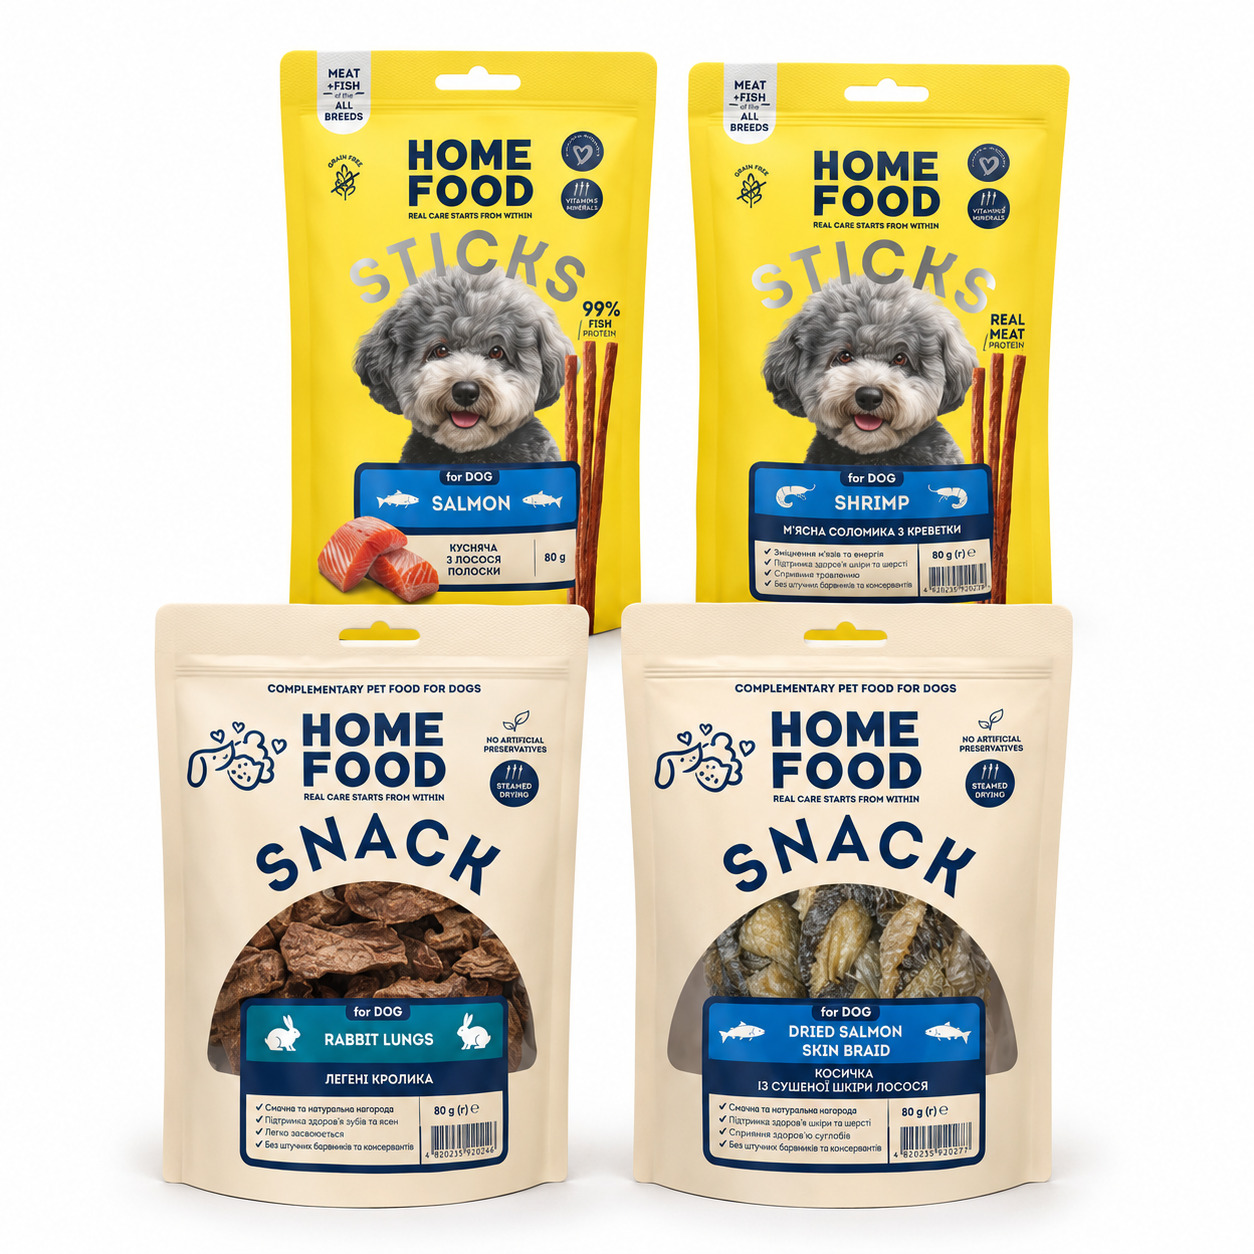 MEAT
+FISH
of the
ALL
BREEDS
GRAIN FREE
HOME
FOOD
REAL CARE STARTS FROM WITHIN
VITAMINS
MINERALS
STICKS
99%
FISH
PROTEIN
for DOG
SALMON
КУСНЯЧА
З ЛОСОСЯ
ПОЛОСКИ
80 g
MEAT
+FISH
of the
ALL
BREEDS
GRAIN FREE
HOME
FOOD
REAL CARE STARTS FROM WITHIN
VITAMINS
MINERALS
STICKS
REAL
MEAT
PROTEIN
for DOG
SHRIMP
М'ЯСНА СОЛОМИКА З КРЕВЕТКИ
Зміцнення м'язів та енергія
Підтримка здоров'я шкіри та шерсті
Сприяння травленню
Без штучних барвників та консервантів
80 g (г) ℮
COMPLEMENTARY PET FOOD FOR DOGS
HOME
FOOD
REAL CARE STARTS FROM WITHIN
NO ARTIFICIAL
PRESERVATIVES
STEAMED
DRYING
SNACK
for DOG
RABBIT LUNGS
ЛЕГЕНІ КРОЛИКА
Смачна та натуральна нагорода
Підтримка здоров'я зубів та ясен
Легко засвоюється
Без штучних барвників та консервантів
80 g (г) ℮
4 820235 920246
COMPLEMENTARY PET FOOD FOR DOGS
HOME
FOOD
REAL CARE STARTS FROM WITHIN
NO ARTIFICIAL
PRESERVATIVES
STEAMED
DRYING
SNACK
for DOG
DRIED SALMON
SKIN BRAID
КОСИЧКА
ІЗ СУШЕНОЇ ШКІРИ ЛОСОСЯ
Смачна та натуральна нагорода
Підтримка здоров'я шкіри та шерсті
Сприяння здоров'ю суглобів
Без штучних барвників та консервантів
80 g (г) ℮
4 820235 920277